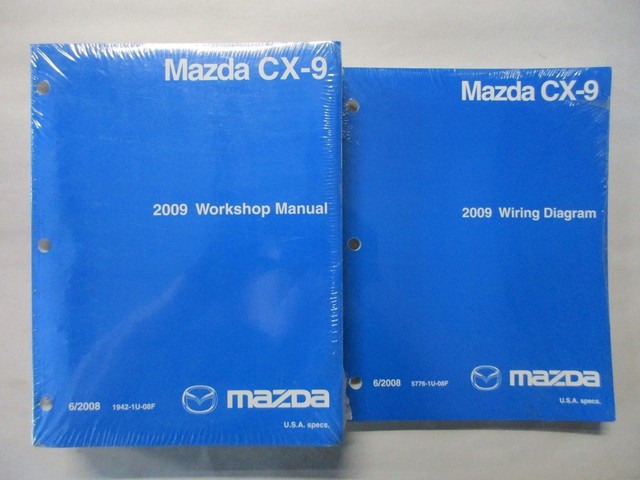 Mazda CX-9
2009 Workshop Manual
6/2008 1942-1U-08F mazda
U.S.A. specs.
Mazda CX-9
2009 Wiring Diagram
6/2008 5776-1U-08F mazda
U.S.A. specs.